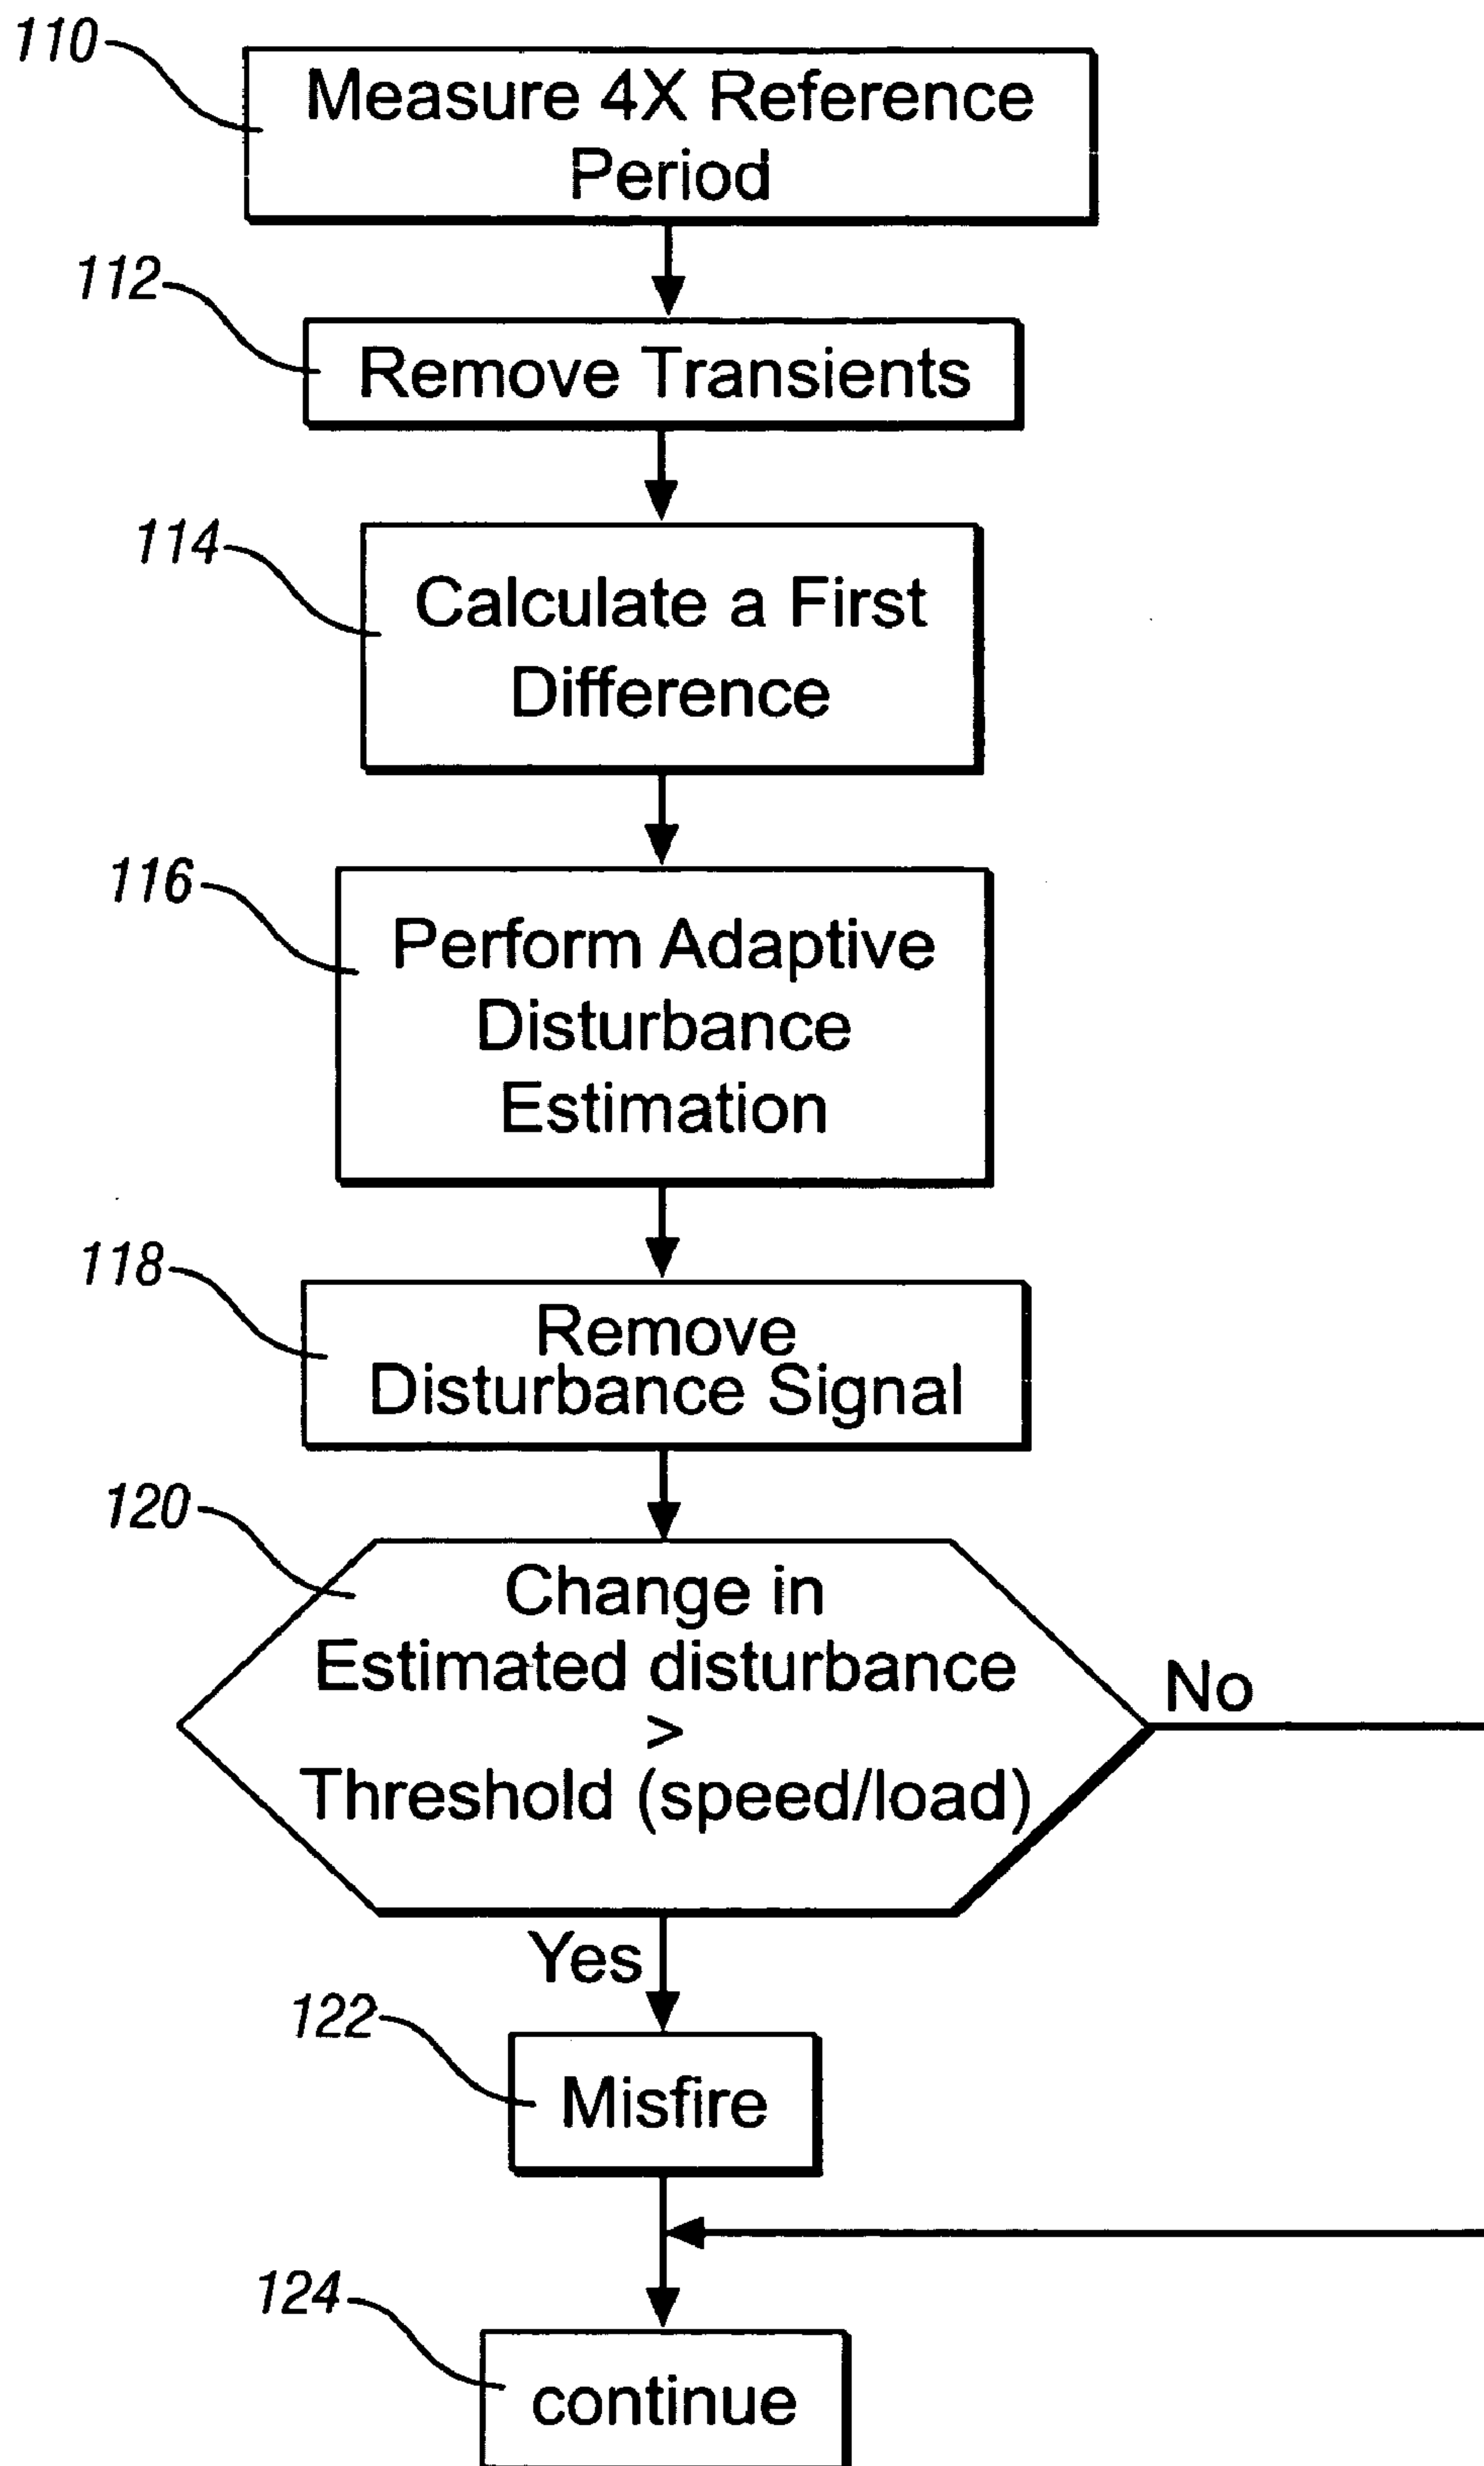 110
Measure 4X Reference
Period
112
Remove Transients
114
Calculate a First
Difference
116
Perform Adaptive
Disturbance
Estimation
118
Remove
Disturbance Signal
120
Change in
Estimated disturbance
>
Threshold (speed/load)
No
Yes
122
Misfire
124
continue